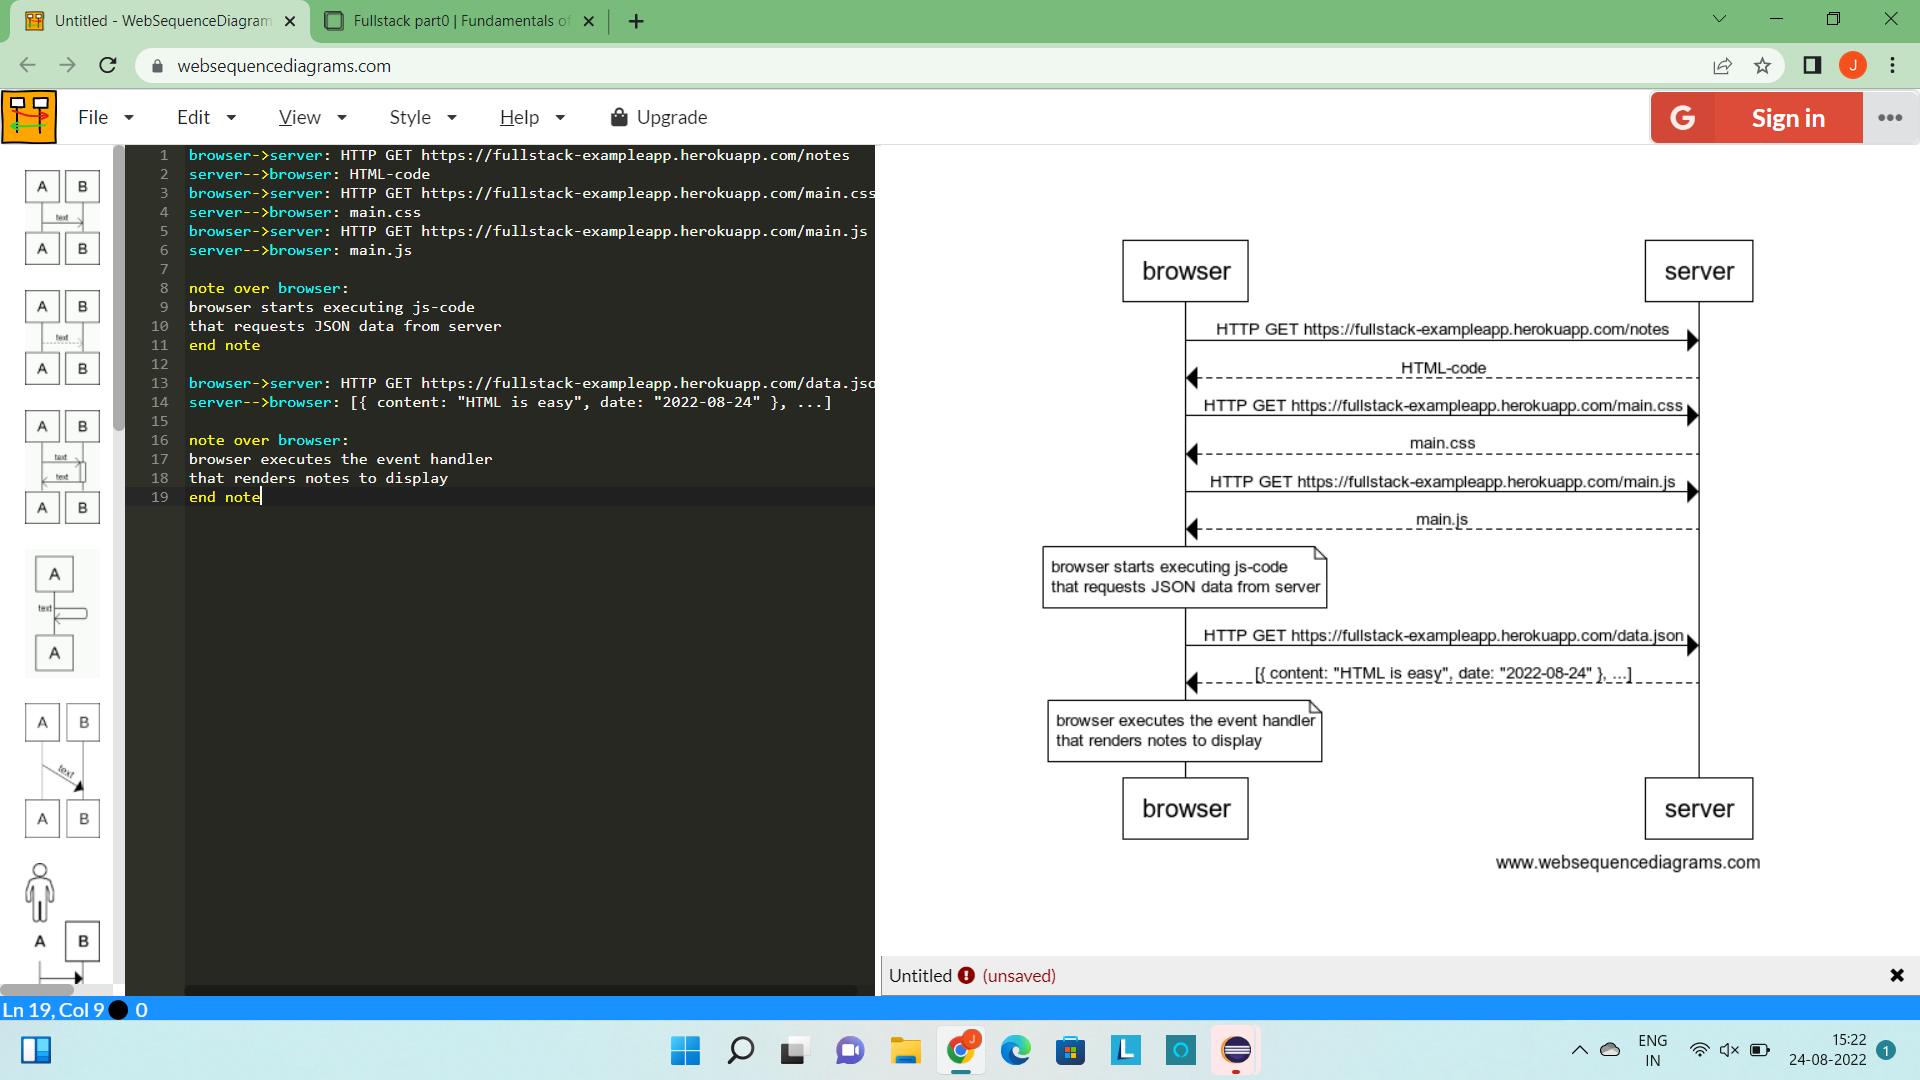 Untitled - WebSequenceDiagram
Fullstack part0 | Fundamentals of
websequencediagrams.com
J
File
Edit
View
Style
Help
Upgrade
G
Sign in
1 browser->server: HTTP GET https://fullstack-exampleapp.herokuapp.com/notes
2 server-->browser: HTML-code
3 browser->server: HTTP GET https://fullstack-exampleapp.herokuapp.com/main.css
4 server-->browser: main.css
5 browser->server: HTTP GET https://fullstack-exampleapp.herokuapp.com/main.js
6 server-->browser: main.js
7
8 note over browser:
9 browser starts executing js-code
10 that requests JSON data from server
11 end note
12
13 browser->server: HTTP GET https://fullstack-exampleapp.herokuapp.com/data.jso
14 server-->browser: [{ content: "HTML is easy", date: "2022-08-24" }, ...]
15
16 note over browser:
17 browser executes the event handler
18 that renders notes to display
19 end note
A B
text
A B
A B
text
A B
A B
text
text
A B
A
text
A
A B
text
A B
A B
browser server
HTTP GET https://fullstack-exampleapp.herokuapp.com/notes
HTML-code
HTTP GET https://fullstack-exampleapp.herokuapp.com/main.css
main.css
HTTP GET https://fullstack-exampleapp.herokuapp.com/main.js
main.js
browser starts executing js-code
that requests JSON data from server
HTTP GET https://fullstack-exampleapp.herokuapp.com/data.json
[{ content: "HTML is easy", date: "2022-08-24" }, ...]
browser executes the event handler
that renders notes to display
browser server
www.websequencediagrams.com
Untitled ! (unsaved)
Ln 19, Col 9 0
J
L
ENG
IN
15:22
24-08-2022
1